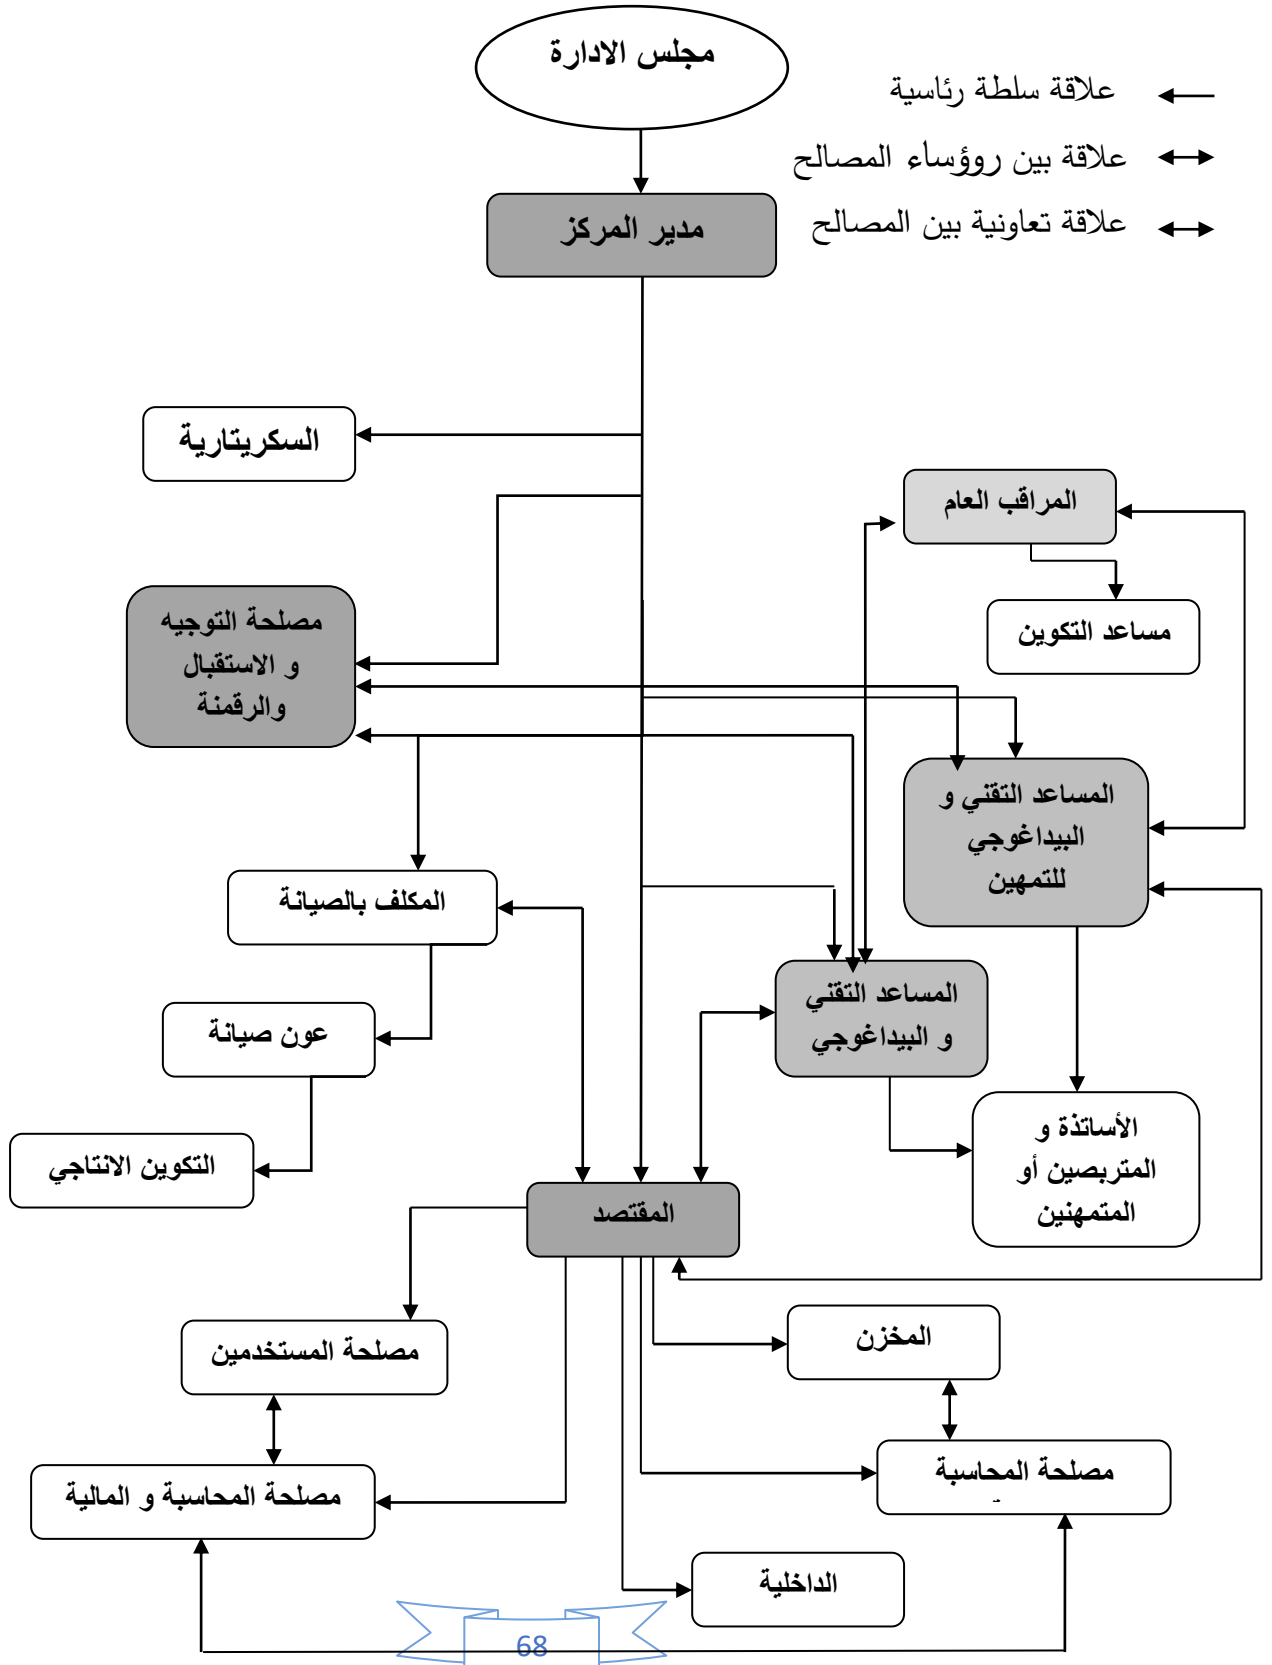 مجلس الادارة
علاقة سلطة رئاسية
علاقة بين روؤساء المصالح
علاقة تعاونية بين المصالح
مدير المركز
السكريتارية
المراقب العام
مساعد التكوين
مصلحة التوجيه
و الاستقبال
والرقمنة
المساعد التقني و
البيداغوجي
للتمهين
المكلف بالصيانة
المساعد التقني
و البيداغوجي
عون صيانة
الأساتذة و
المتربصين أو
المتمهنين
التكوين الانتاجي
المقتصد
المخزن
مصلحة المستخدمين
مصلحة المحاسبة
مصلحة المحاسبة و المالية
الداخلية
68